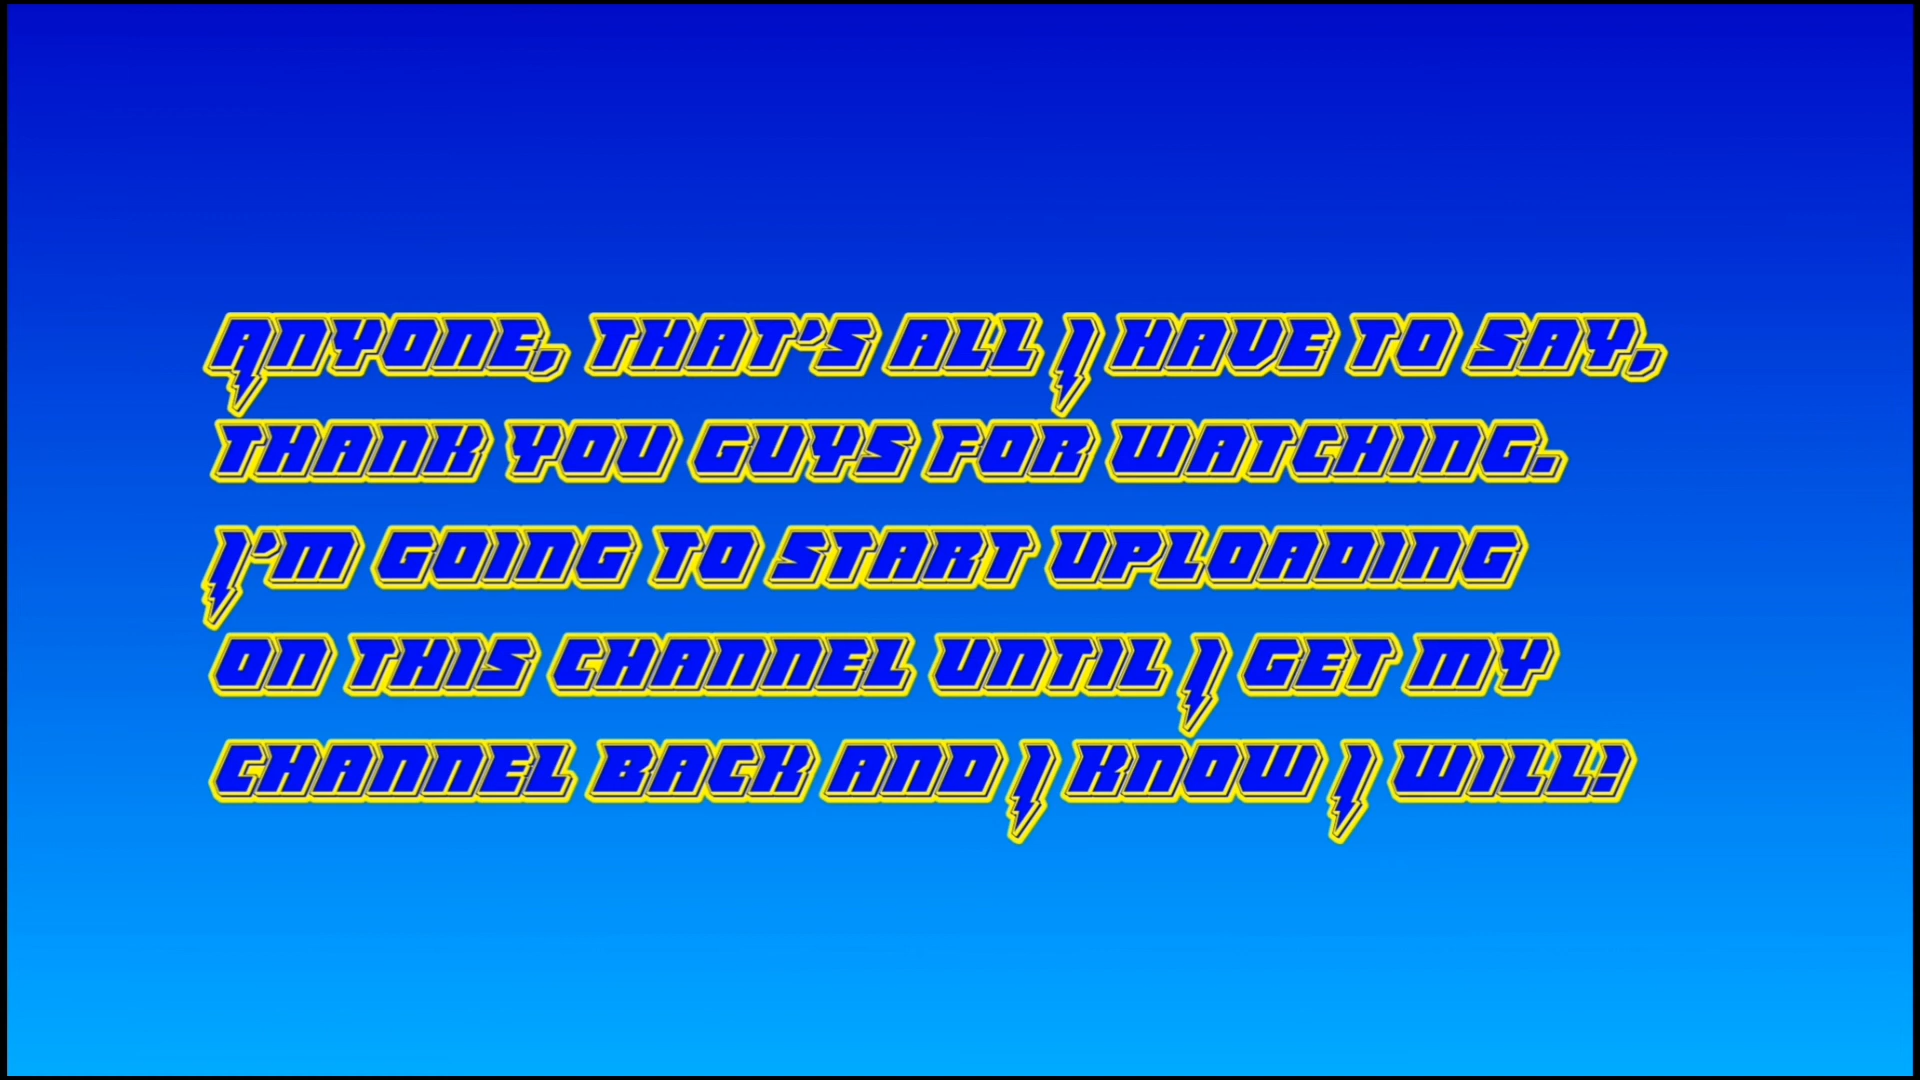 Anyone, that's all I have to say,
thank you guys for watching.
I'm going to start uploading
on this channel until I get my
channel back and I know I will!